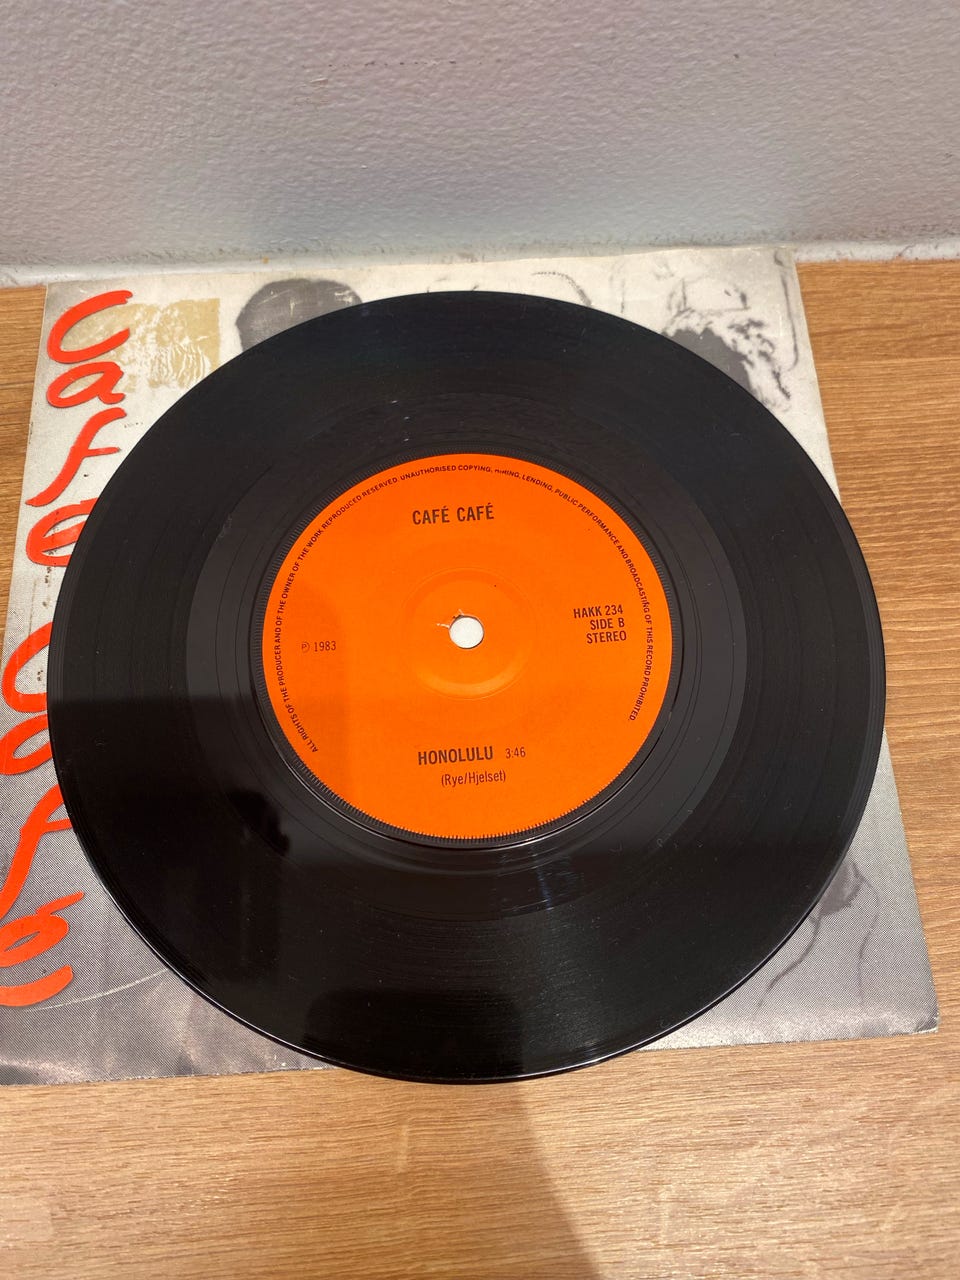 Café Café
ALL RIGHTS OF THE PRODUCER AND OF THE OWNER OF THE WORK REPRODUCED RESERVED. UNAUTHORISED COPYING, HIRING, LENDING, PUBLIC PERFORMANCE AND BROADCASTING OF THIS RECORD PROHIBITED.
CAFÉ CAFÉ
HAKK 234
SIDE B
STEREO
℗ 1983
HONOLULU 3:46
(Rye/Hjelset)